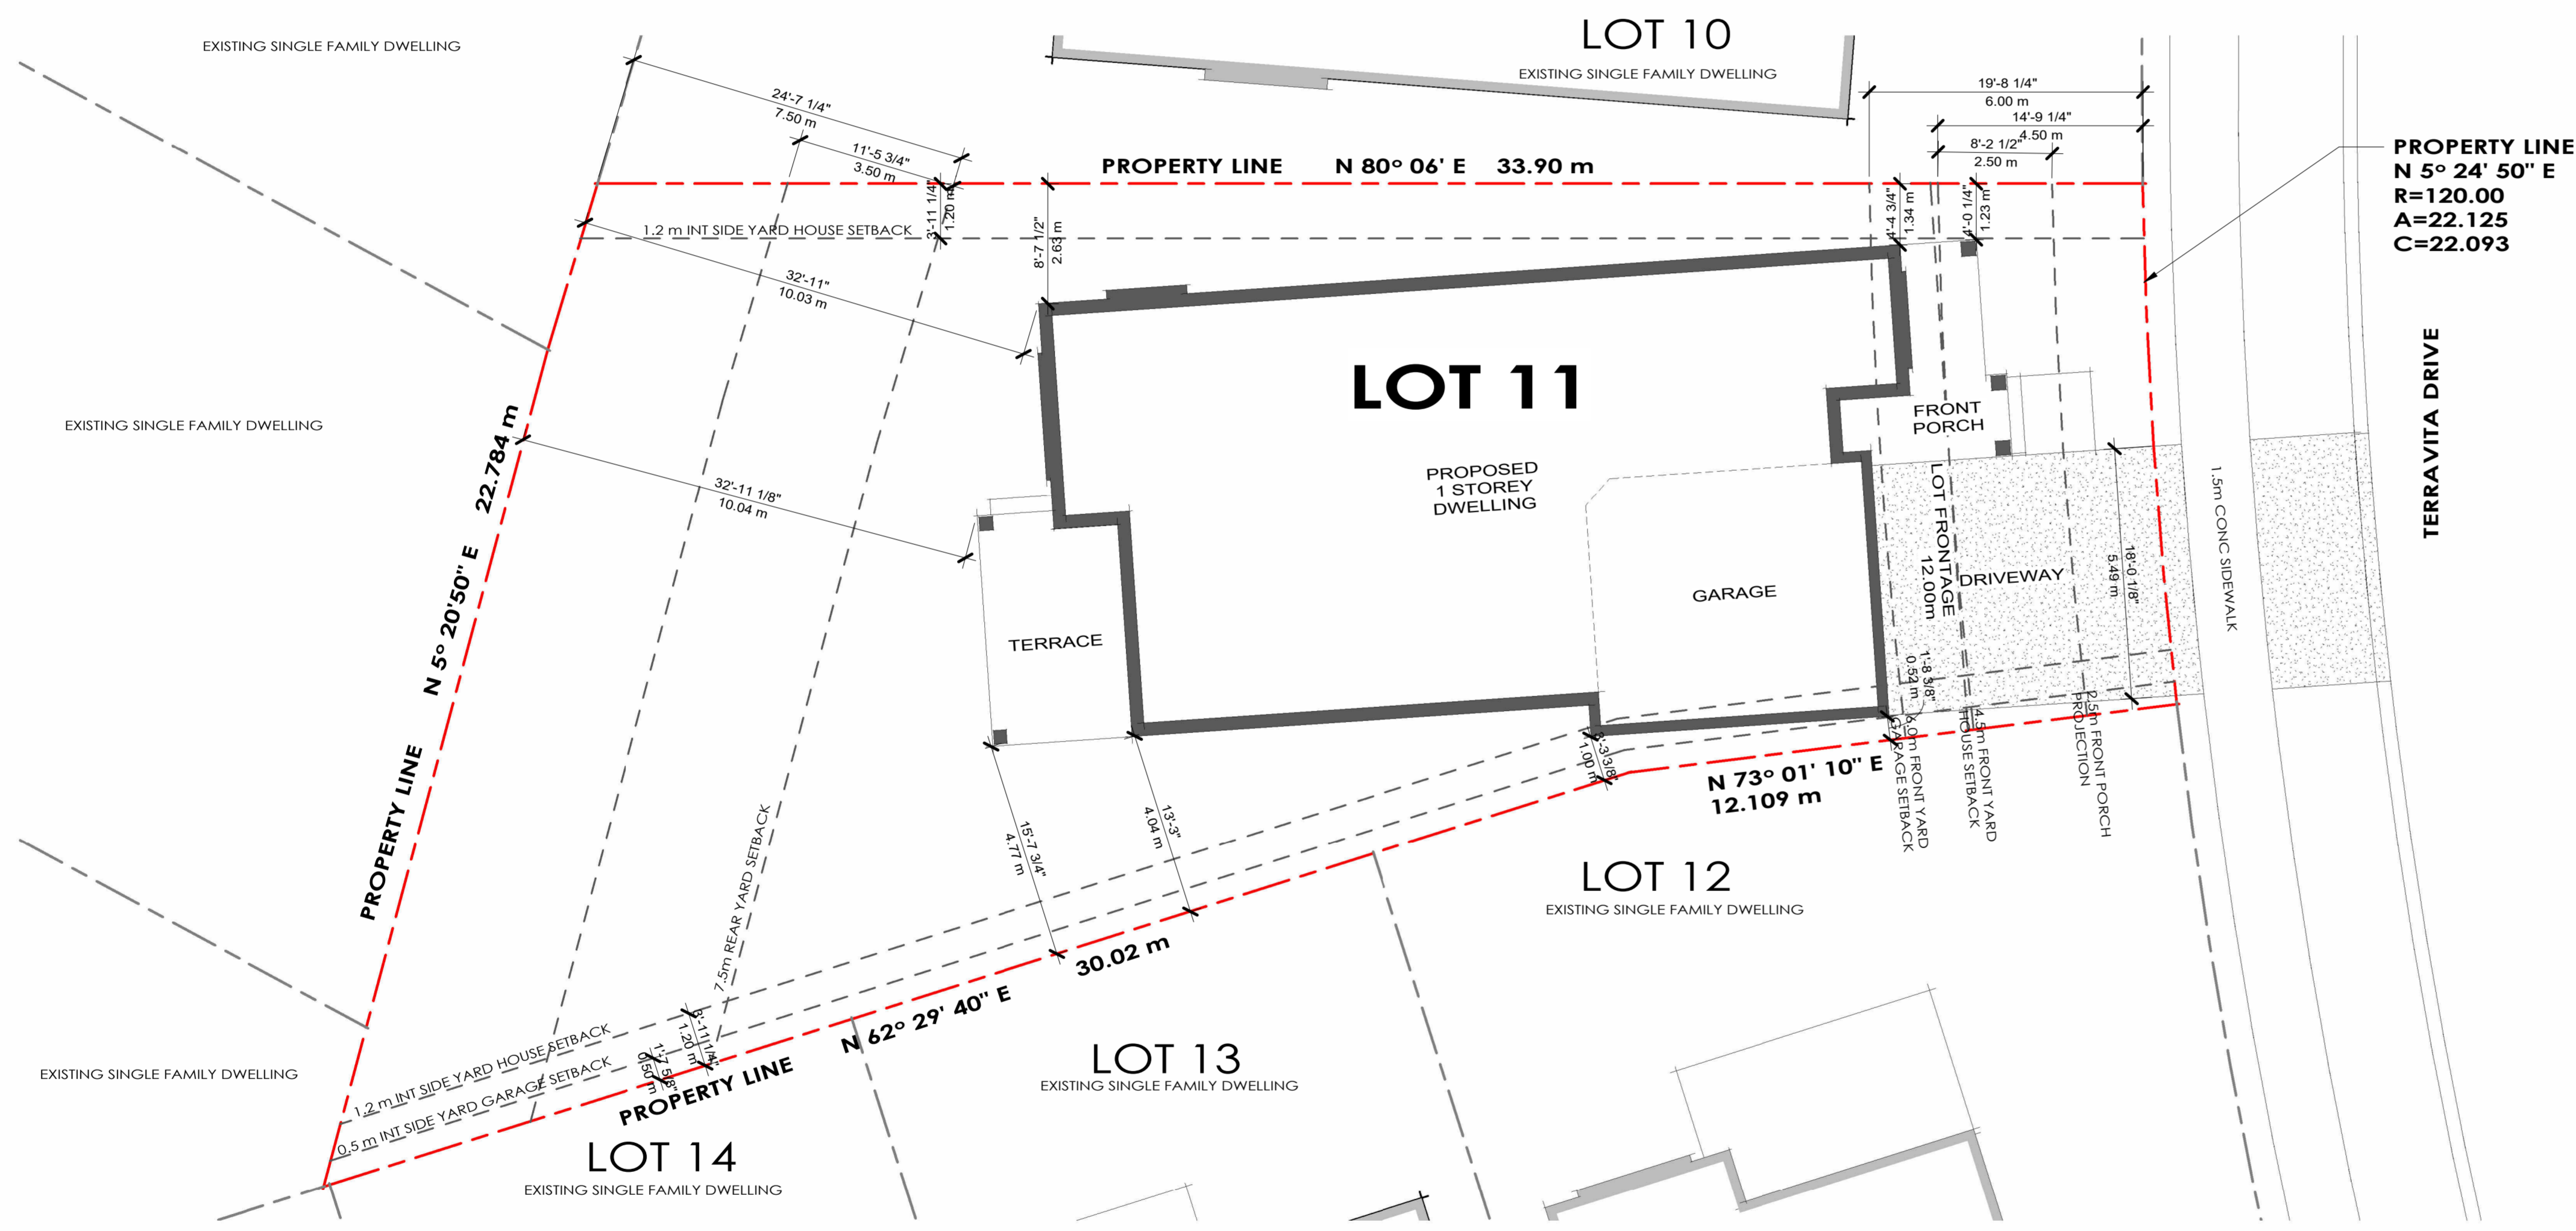 EXISTING SINGLE FAMILY DWELLING
LOT 10
EXISTING SINGLE FAMILY DWELLING
24'-7 1/4"
7.50 m
11'-5 3/4"
3.50 m
19'-8 1/4"
6.00 m
14'-9 1/4"
4.50 m
8'-2 1/2"
2.50 m
PROPERTY LINE N 80° 06' E 33.90 m
PROPERTY LINE
N 5° 24' 50" E
R=120.00
A=22.125
C=22.093
3'-11 1/4"
1.20 m
4'-4 3/4"
1.34 m
4'-0 1/4"
1.23 m
1.2 m INT SIDE YARD HOUSE SETBACK
8'-7 1/2"
2.63 m
32'-11"
10.03 m
LOT 11
TERRAVITA DRIVE
FRONT
PORCH
EXISTING SINGLE FAMILY DWELLING
PROPERTY LINE N 5° 20'50" E 22.784 m
32'-11 1/8"
10.04 m
PROPOSED
1 STOREY
DWELLING
LOT FRONTAGE
12.00m
1.5m CONC SIDEWALK
18'-0 1/8"
5.49 m
DRIVEWAY
GARAGE
TERRACE
1'-8 3/8"
0.52 m
6.0m FRONT YARD
GARAGE SETBACK
4.5m FRONT YARD
HOUSE SETBACK
2.5m FRONT PORCH
PROJECTION
3'-3 3/8"
1.00 m
N 73° 01' 10" E
12.109 m
15'-7 3/4"
4.77 m
13'-3"
4.04 m
7.5m REAR YARD SETBACK
LOT 12
EXISTING SINGLE FAMILY DWELLING
30.02 m
N 62° 29' 40" E
PROPERTY LINE
3'-11 1/4"
1.20 m
1'-7 5/8"
0.50 m
1.2 m INT SIDE YARD HOUSE SETBACK
0.5 m INT SIDE YARD GARAGE SETBACK
EXISTING SINGLE FAMILY DWELLING
LOT 13
EXISTING SINGLE FAMILY DWELLING
LOT 14
EXISTING SINGLE FAMILY DWELLING